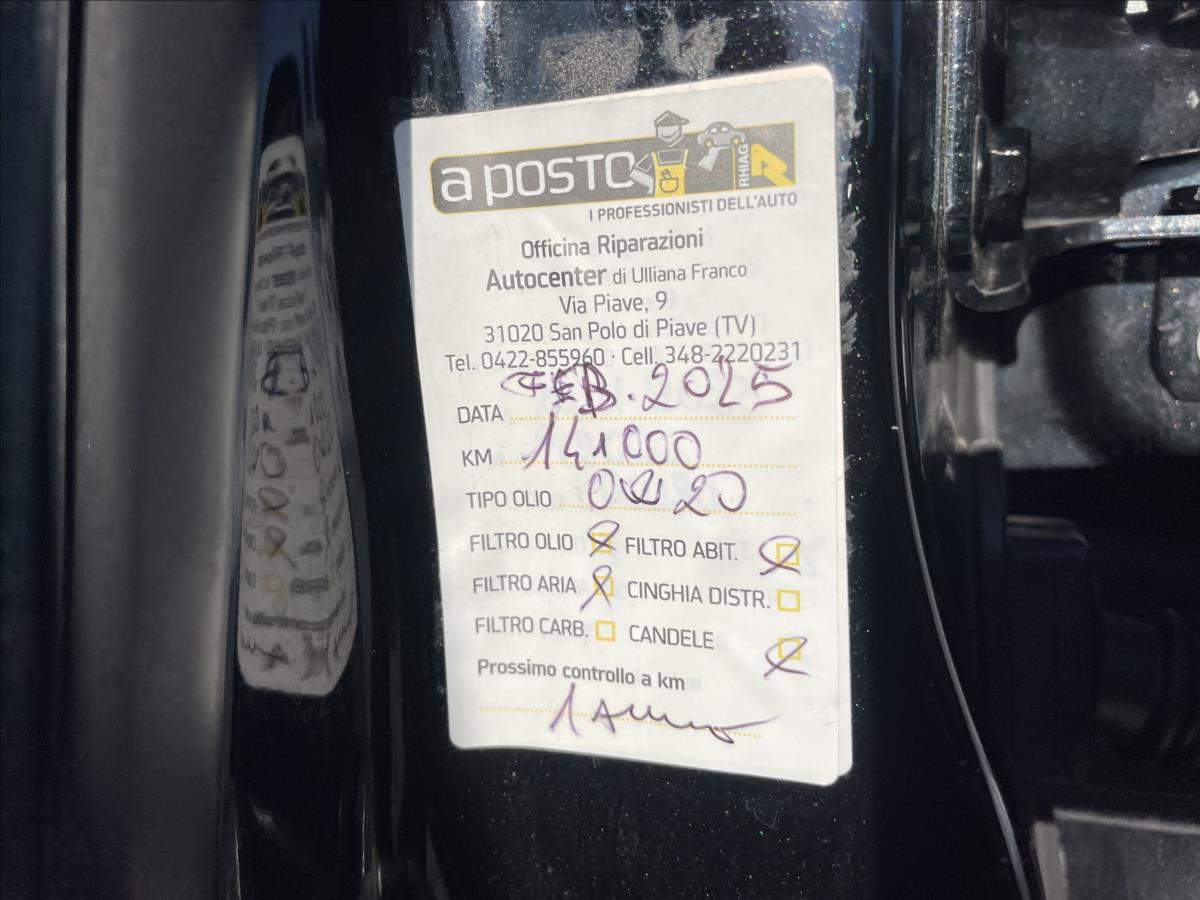 a posto
RHIAG
I PROFESSIONISTI DELL'AUTO
Officina Riparazioni
Autocenter di Ulliana Franco
Via Piave, 9
31020 San Polo di Piave (TV)
Tel. 0422-855960 · Cell. 348-2220231
DATA FEB. 2025
KM 141000
TIPO OLIO 0W20
FILTRO OLIO FILTRO ABIT.
FILTRO ARIA CINGHIA DISTR.
FILTRO CARB. CANDELE
Prossimo controllo a km
1 Anno